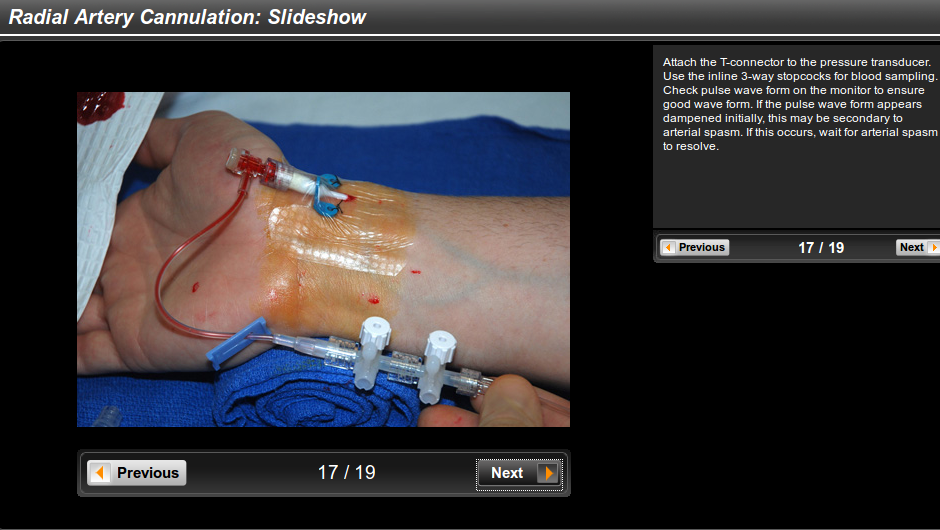 Radial Artery Cannulation: Slideshow
Attach the T-connector to the pressure transducer.
Use the inline 3-way stopcocks for blood sampling.
Check pulse wave form on the monitor to ensure
good wave form. If the pulse wave form appears
dampened initially, this may be secondary to
arterial spasm. If this occurs, wait for arterial spasm
to resolve.
Previous 17 / 19 Next
Previous 17 / 19 Next